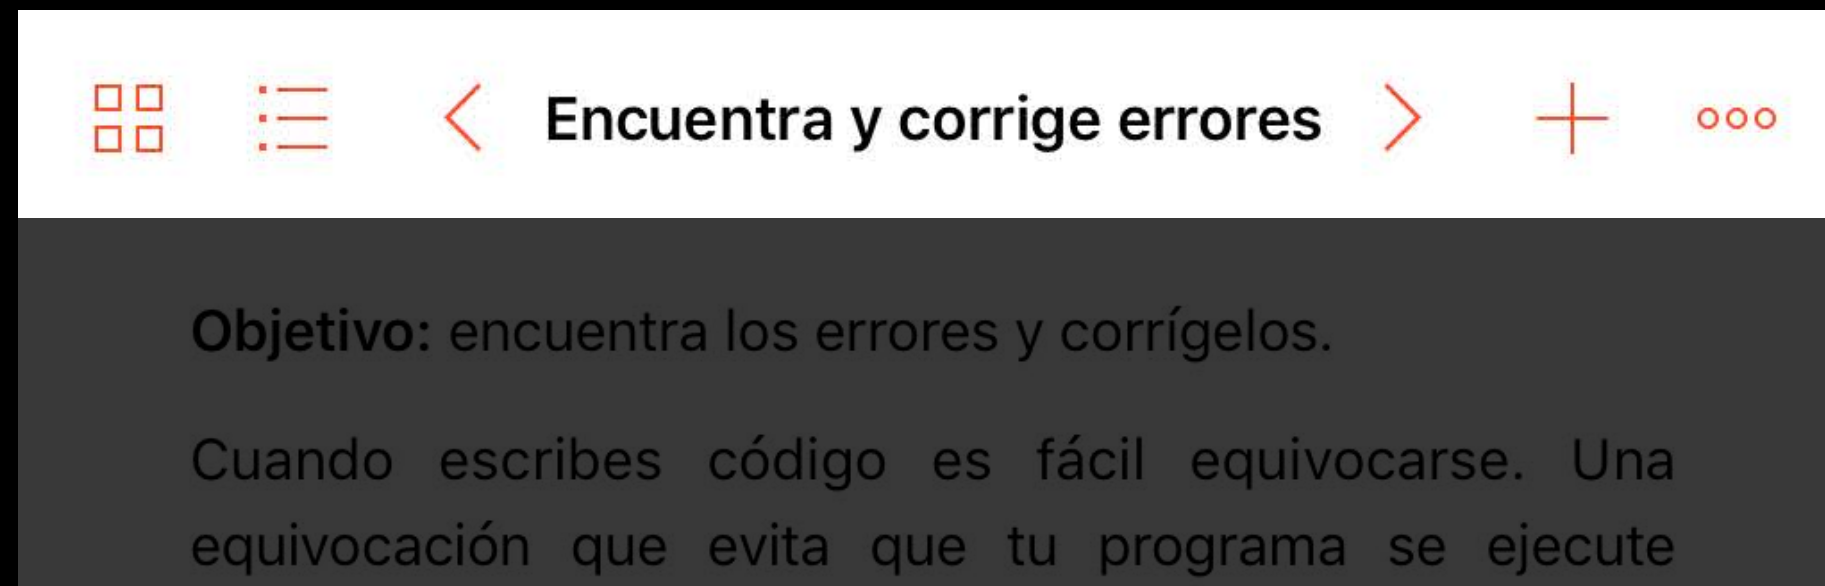 Encuentra y corrige errores
Objetivo: encuentra los errores y corrígelos.
Cuando escribes código es fácil equivocarse. Una
equivocación que evita que tu programa se ejecute